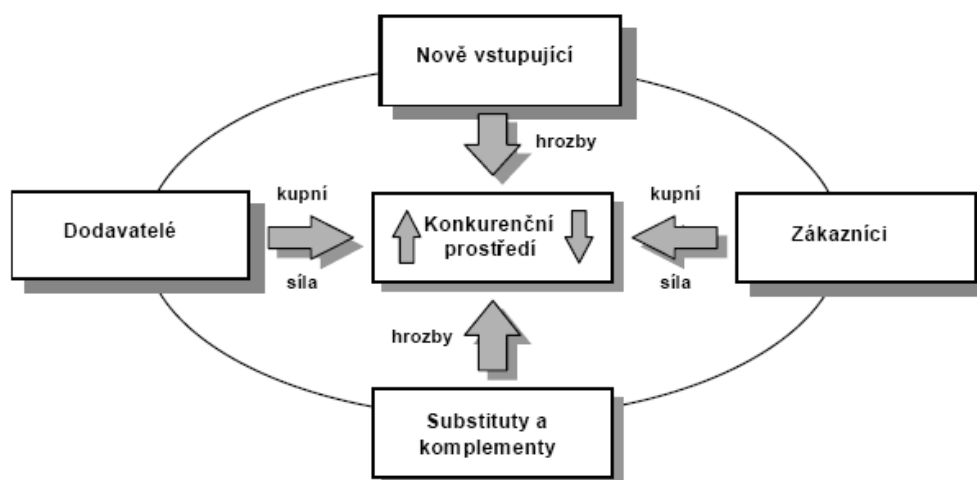 Nově vstupující
hrozby
kupní
síla
Dodavatelé
Konkurenční
prostředí
kupní
síla
Zákazníci
hrozby
Substituty a
komplementy